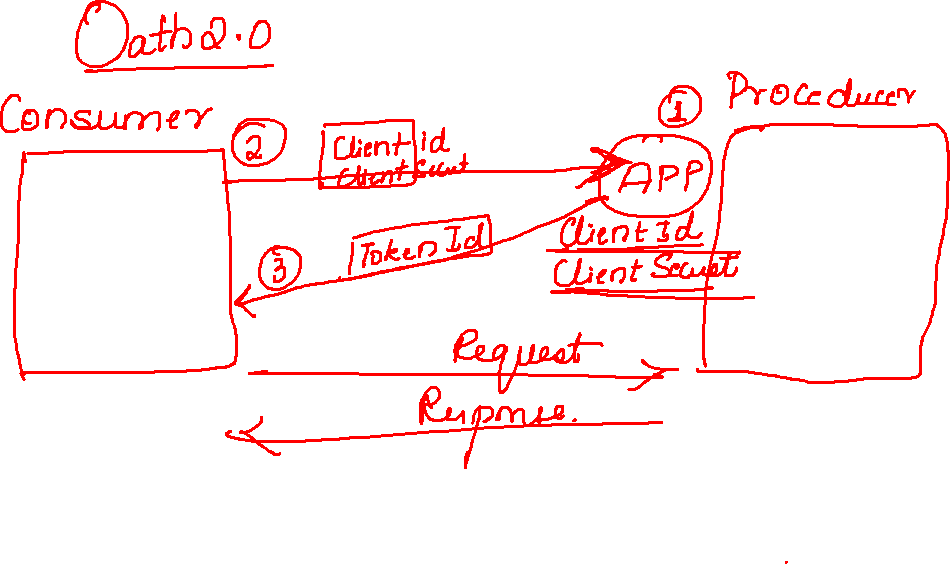 Oath2.0
Consumer
1
Proceducer
2
Client id
Client Secret
APP
Client Id
Client Secret
3
Token Id
Request
Response.